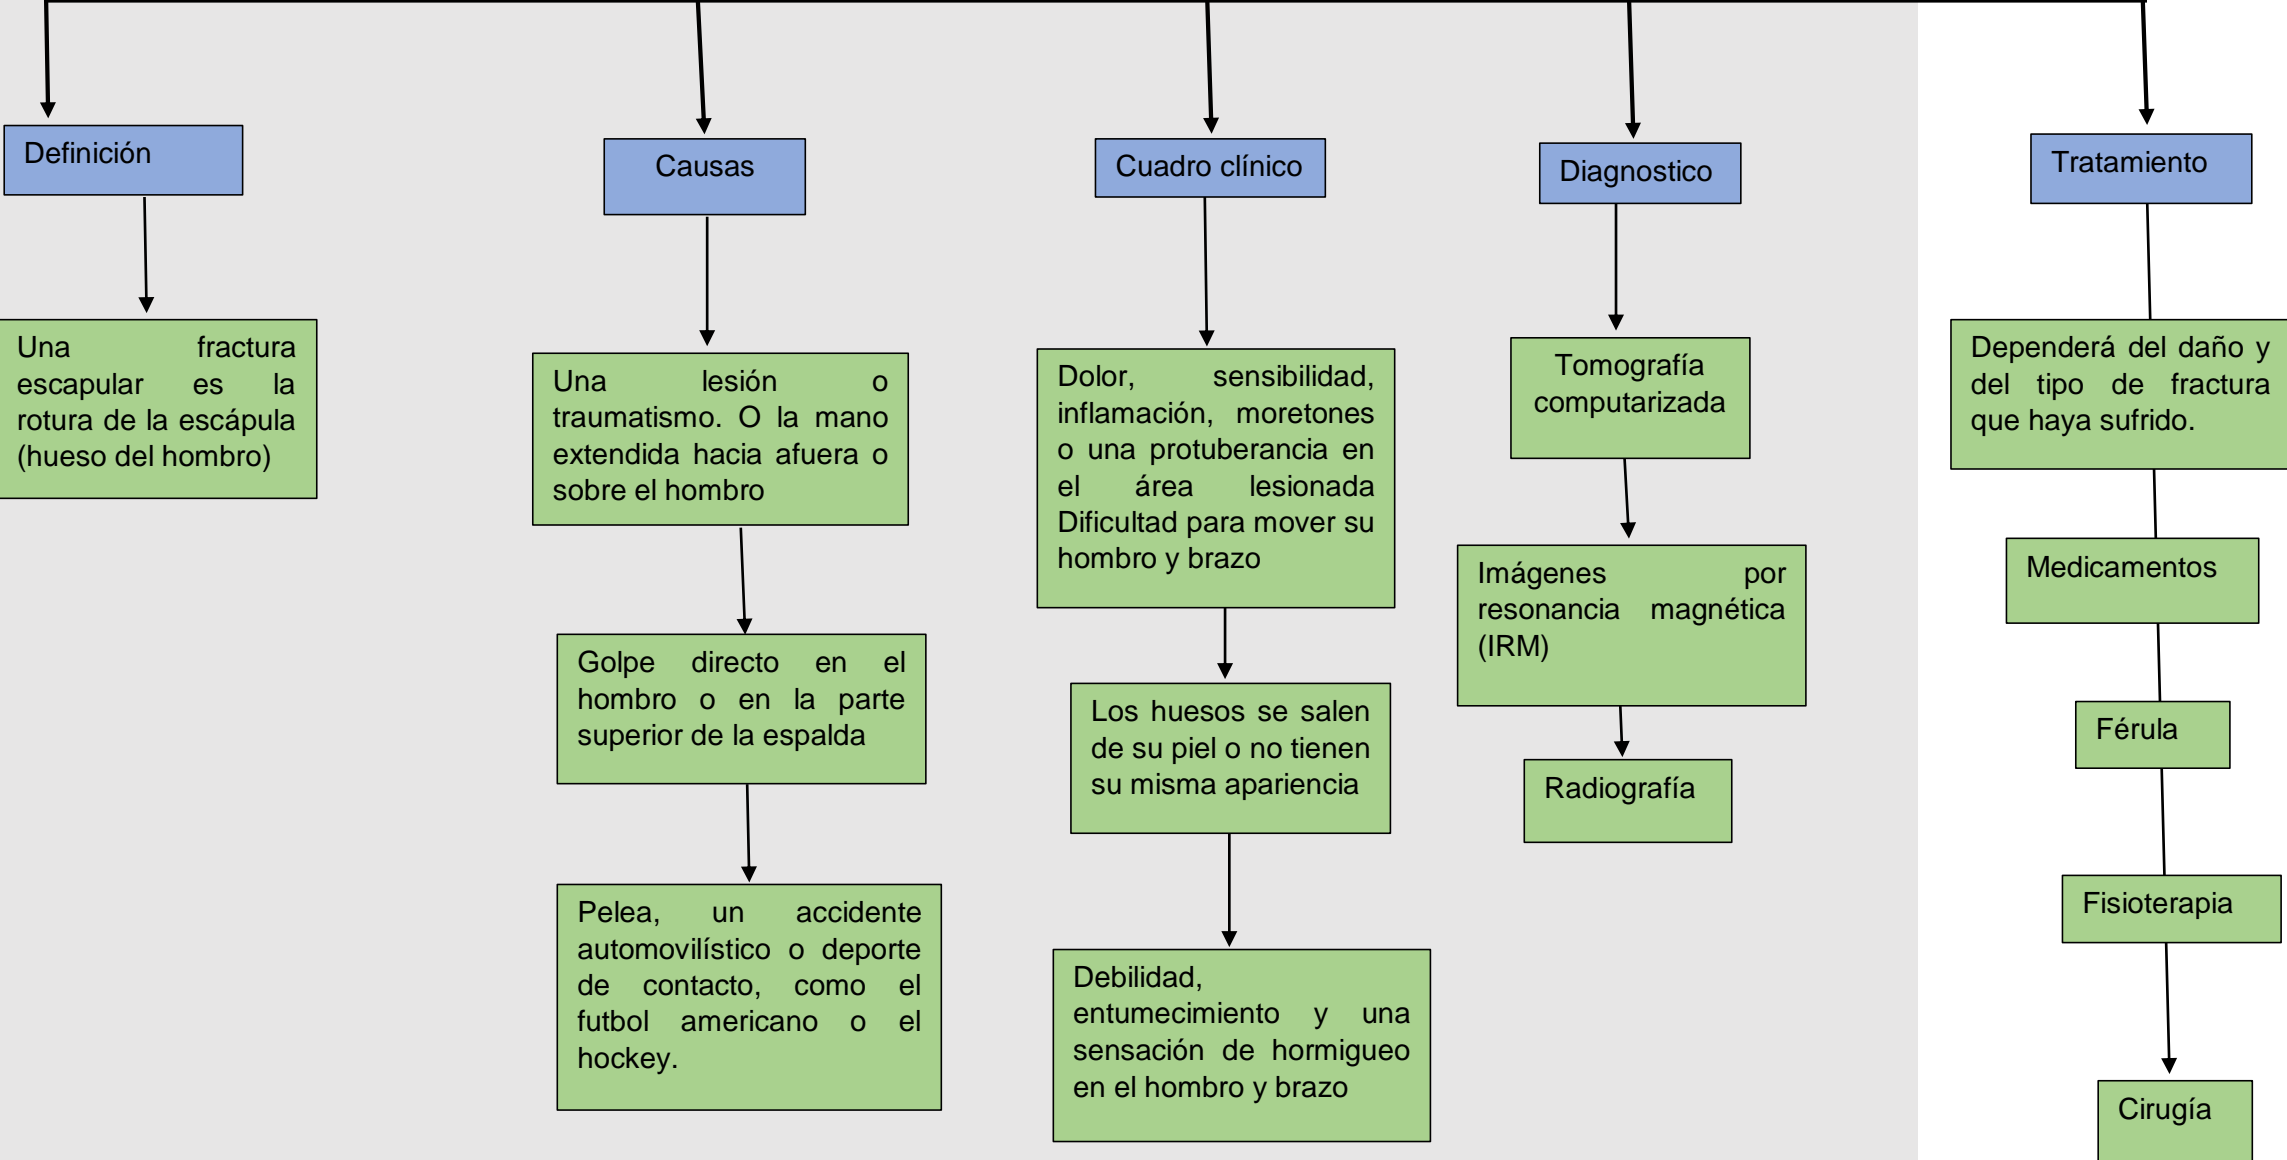 Definición
Una fractura
escapular es la
rotura de la escápula
(hueso del hombro)
Causas
Una lesión o
traumatismo. O la mano
extendida hacia afuera o
sobre el hombro
Golpe directo en el
hombro o en la parte
superior de la espalda
Pelea, un accidente
automovilístico o deporte
de contacto, como el
futbol americano o el
hockey.
Cuadro clínico
Dolor, sensibilidad,
inflamación, moretones
o una protuberancia en
el área lesionada
Dificultad para mover su
hombro y brazo
Los huesos se salen
de su piel o no tienen
su misma apariencia
Debilidad,
entumecimiento y una
sensación de hormigueo
en el hombro y brazo
Diagnostico
Tomografía
computarizada
Imágenes por
resonancia magnética
(IRM)
Radiografía
Tratamiento
Dependerá del daño y
del tipo de fractura
que haya sufrido.
Medicamentos
Férula
Fisioterapia
Cirugía